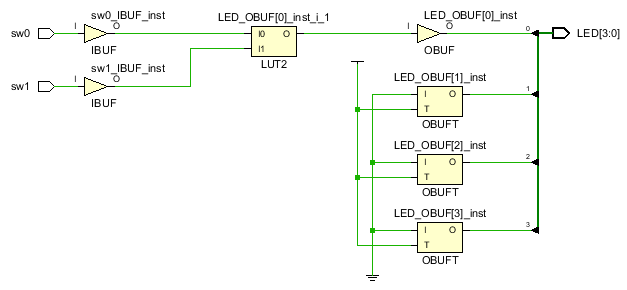 sw0_IBUF_inst
LED_OBUF[0]_inst_i_1
LED_OBUF[0]_inst
sw0
I
O
IBUF
I0
I1
O
LUT2
I
O
OBUF
0
LED[3:0]
sw1_IBUF_inst
sw1
I
O
IBUF
LED_OBUF[1]_inst
I
O
T
OBUFT
1
LED_OBUF[2]_inst
I
O
T
OBUFT
2
LED_OBUF[3]_inst
I
O
T
OBUFT
3